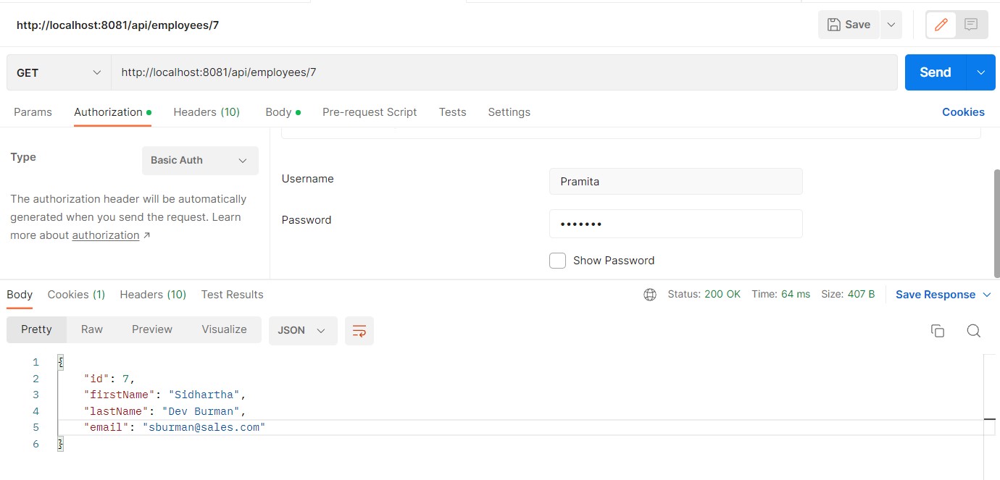 http://localhost:8081/api/employees/7 Save
GET http://localhost:8081/api/employees/7 Send
Params Authorization Headers (10) Body Pre-request Script Tests Settings Cookies
Type Basic Auth
The authorization header will be automatically
generated when you send the request. Learn
more about authorization ↗
Username Pramita
Password •••••••
Show Password
Body Cookies (1) Headers (10) Test Results Status: 200 OK Time: 64 ms Size: 407 B Save Response
Pretty Raw Preview Visualize JSON
1 {
2 "id": 7,
3 "firstName": "Sidhartha",
4 "lastName": "Dev Burman",
5 "email": "sburman@sales.com"
6 }